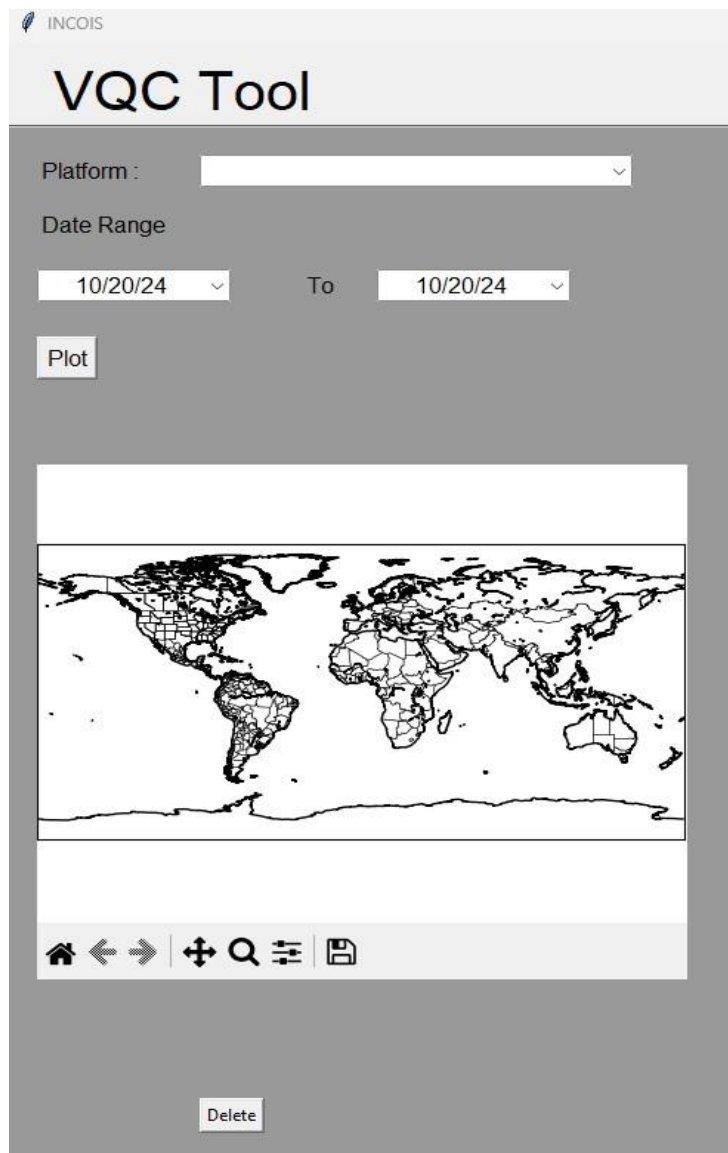 INCOIS
VQC Tool
Platform :
Date Range
10/20/24 To 10/20/24
Plot
Delete